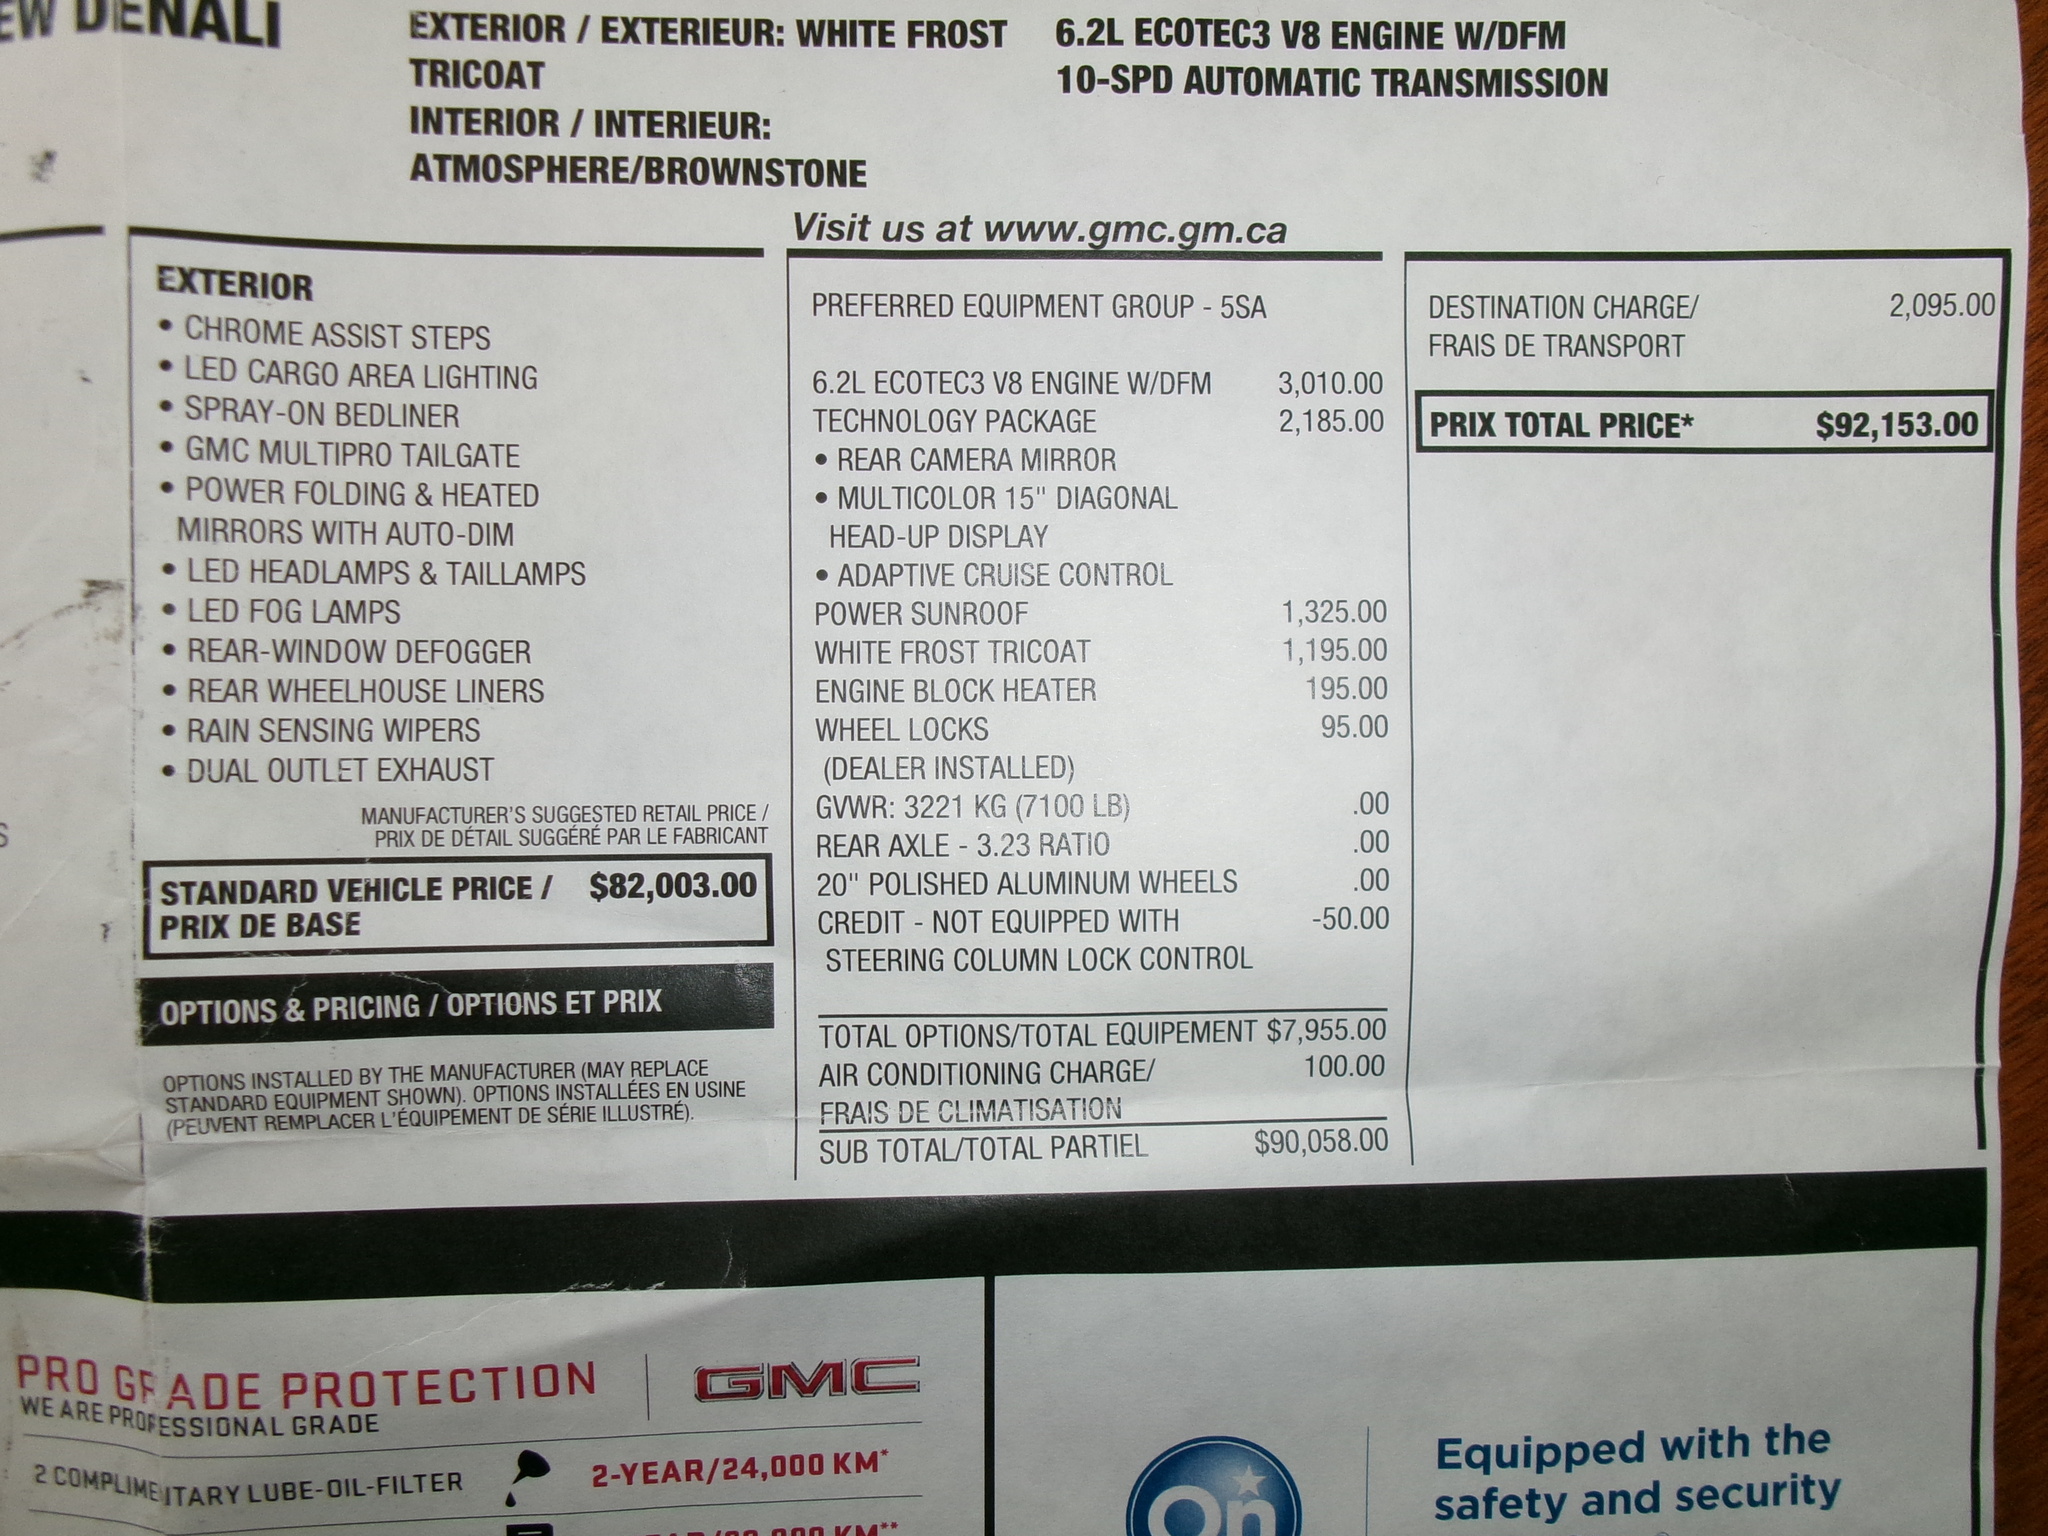 DENALI
EXTERIOR / EXTERIEUR: WHITE FROST
TRICOAT
INTERIOR / INTERIEUR:
ATMOSPHERE/BROWNSTONE
6.2L ECOTEC3 V8 ENGINE W/DFM
10-SPD AUTOMATIC TRANSMISSION
Visit us at www.gmc.gm.ca
EXTERIOR
• CHROME ASSIST STEPS
• LED CARGO AREA LIGHTING
• SPRAY-ON BEDLINER
• GMC MULTIPRO TAILGATE
• POWER FOLDING & HEATED
MIRRORS WITH AUTO-DIM
• LED HEADLAMPS & TAILLAMPS
• LED FOG LAMPS
• REAR-WINDOW DEFOGGER
• REAR WHEELHOUSE LINERS
• RAIN SENSING WIPERS
• DUAL OUTLET EXHAUST
MANUFACTURER'S SUGGESTED RETAIL PRICE /
PRIX DE DÉTAIL SUGGÉRÉ PAR LE FABRICANT
STANDARD VEHICLE PRICE / $82,003.00
PRIX DE BASE
OPTIONS & PRICING / OPTIONS ET PRIX
OPTIONS INSTALLED BY THE MANUFACTURER (MAY REPLACE
STANDARD EQUIPMENT SHOWN). OPTIONS INSTALLÉES EN USINE
(PEUVENT REMPLACER L'ÉQUIPEMENT DE SÉRIE ILLUSTRÉ).
PREFERRED EQUIPMENT GROUP - 5SA
6.2L ECOTEC3 V8 ENGINE W/DFM 3,010.00
TECHNOLOGY PACKAGE 2,185.00
• REAR CAMERA MIRROR
• MULTICOLOR 15" DIAGONAL
HEAD-UP DISPLAY
• ADAPTIVE CRUISE CONTROL
POWER SUNROOF 1,325.00
WHITE FROST TRICOAT 1,195.00
ENGINE BLOCK HEATER 195.00
WHEEL LOCKS 95.00
(DEALER INSTALLED)
GVWR: 3221 KG (7100 LB) .00
REAR AXLE - 3.23 RATIO .00
20" POLISHED ALUMINUM WHEELS .00
CREDIT - NOT EQUIPPED WITH -50.00
STEERING COLUMN LOCK CONTROL
TOTAL OPTIONS/TOTAL EQUIPEMENT $7,955.00
AIR CONDITIONING CHARGE/ 100.00
FRAIS DE CLIMATISATION
SUB TOTAL/TOTAL PARTIEL $90,058.00
DESTINATION CHARGE/ 2,095.00
FRAIS DE TRANSPORT
PRIX TOTAL PRICE* $92,153.00
PRO GRADE PROTECTION
WE ARE PROFESSIONAL GRADE
GMC
2 COMPLIMENTARY LUBE-OIL-FILTER 2-YEAR/24,000 KM*
On
Equipped with the
safety and security